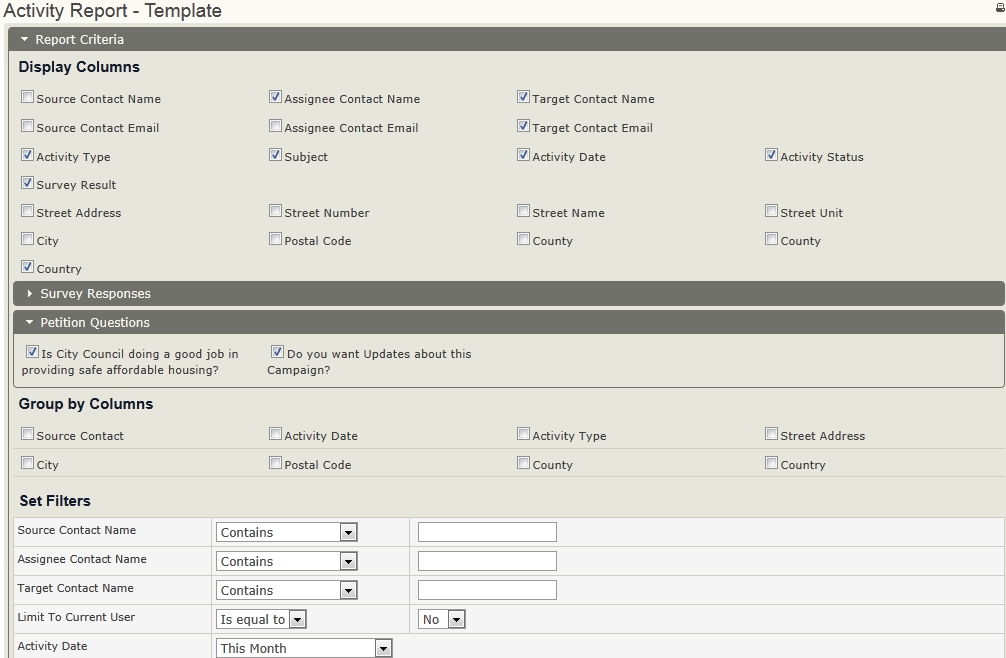 Activity Report - Template
Report Criteria
Display Columns
Source Contact Name Assignee Contact Name Target Contact Name
Source Contact Email Assignee Contact Email Target Contact Email
Activity Type Subject Activity Date Activity Status
Survey Result
Street Address Street Number Street Name Street Unit
City Postal Code County County
Country
Survey Responses
Petition Questions
Is City Council doing a good job in Do you want Updates about this
providing safe affordable housing? Campaign?
Group by Columns
Source Contact Activity Date Activity Type Street Address
City Postal Code County Country
Set Filters
Source Contact Name Contains
Assignee Contact Name Contains
Target Contact Name Contains
Limit To Current User Is equal to No
Activity Date This Month